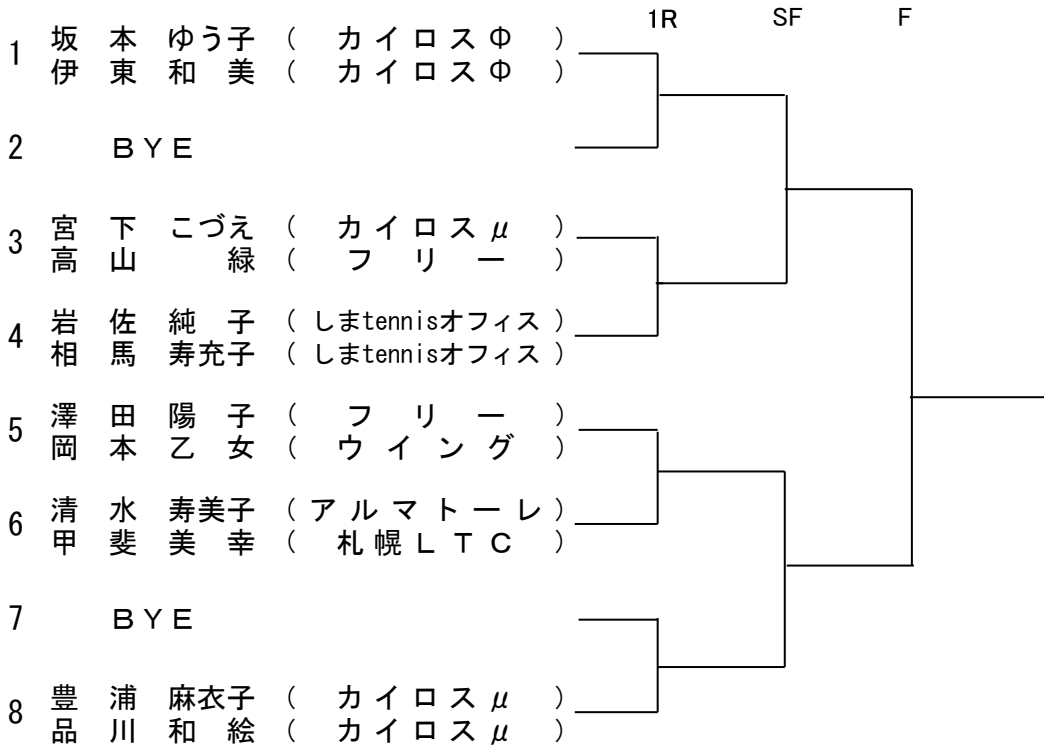 1R SF F
1 坂本 ゆう子 ( カイロスΦ )
伊東 和美 ( カイロスΦ )
2 BYE
3 宮下 こづえ ( カイロスμ )
高山 緑 ( フリー )
4 岩佐 純子 ( しまtennisオフィス )
相馬 寿充子 ( しまtennisオフィス )
5 澤田 陽子 ( フリー )
岡本 乙女 ( ウイング )
6 清水 寿美子 ( アルマトーレ )
甲斐 美幸 ( 札幌LTC )
7 BYE
8 豊浦 麻衣子 ( カイロスμ )
品川 和絵 ( カイロスμ )